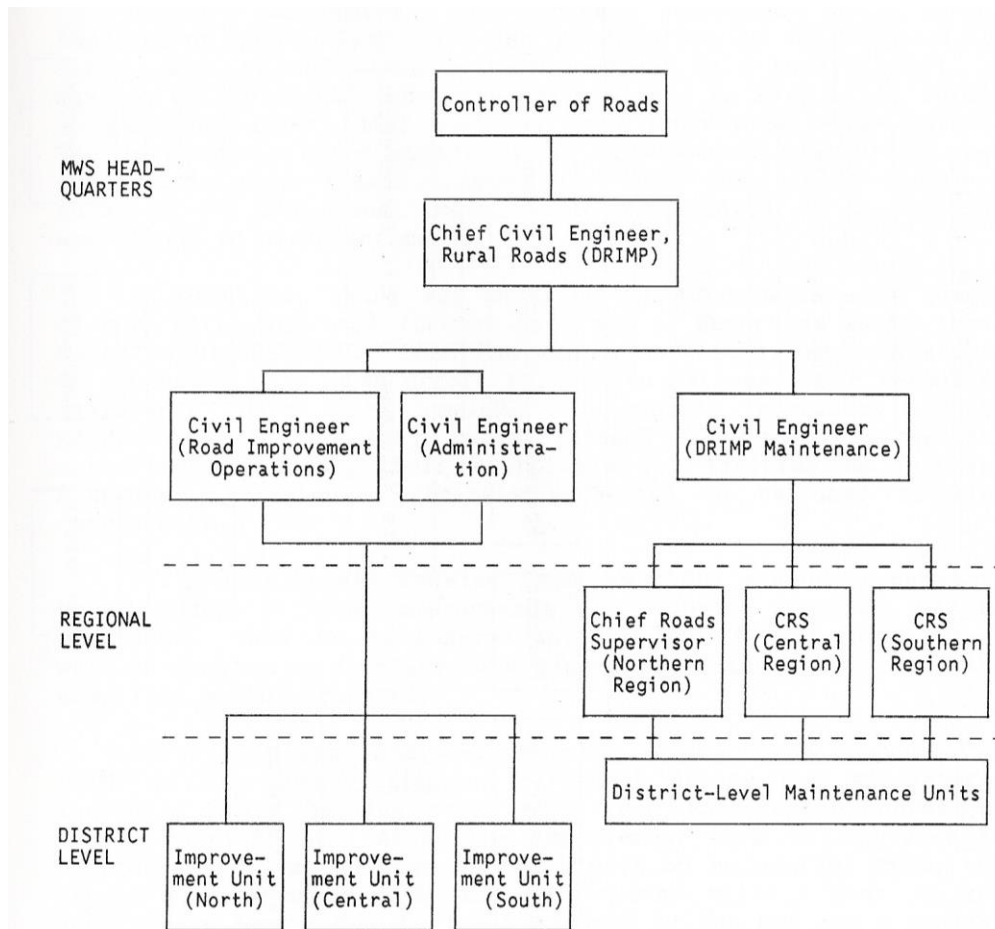 Controller of Roads
MWS HEAD-
QUARTERS
Chief Civil Engineer,
Rural Roads (DRIMP)
Civil Engineer
(Road Improvement
Operations)
Civil Engineer
(Administra-
tion)
Civil Engineer
(DRIMP Maintenance)
REGIONAL
LEVEL
Chief Roads
Supervisor
(Northern
Region)
CRS
(Central
Region)
CRS
(Southern
Region)
District-Level Maintenance Units
DISTRICT
LEVEL
Improve-
ment Unit
(North)
Improve-
ment Unit
(Central)
Improve-
ment Unit
(South)